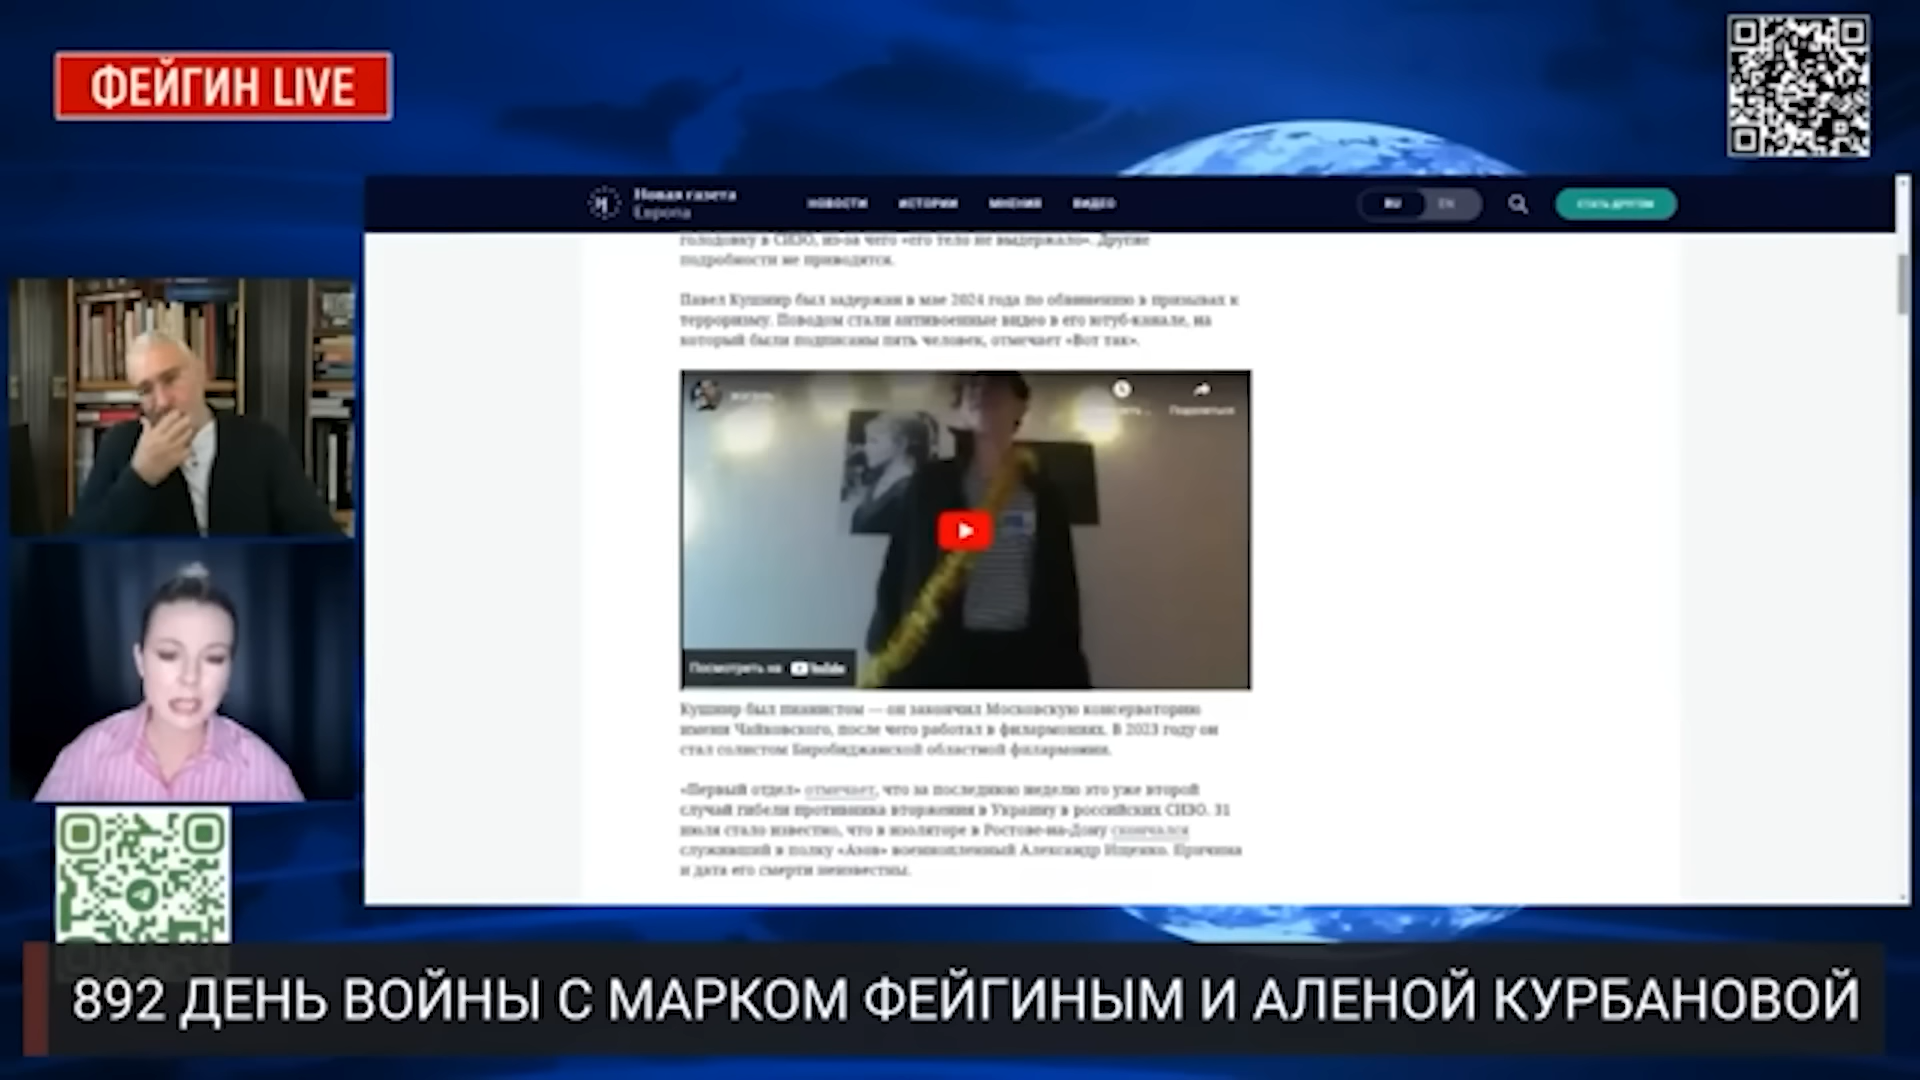 ФЕЙГИН LIVE
Новая газета
Европа
НОВОСТИ
ИСТОРИИ
МНЕНИЯ
ВИДЕО
RU
EN
СТАТЬ ДРУГОМ
голодовку в СИЗО, из-за чего «его тело не выдержало». Другие
подробности не приводятся.
Павел Кушнир был задержан в мае 2024 года по обвинению в призывах к
терроризму. Поводом стали антивоенные видео в его ютуб-канале, на
который были подписаны пять человек, отмечает «Вот так».
Поделиться
Посмотреть на YouTube
Кушнир был пианистом — он закончил Московскую консерваторию
имени Чайковского, после чего работал в филармониях. В 2023 году он
стал солистом Биробиджанской областной филармонии.
«Первый отдел» отмечает, что за последнюю неделю это уже второй
случай гибели противника вторжения в Украину в российских СИЗО. 31
июля стало известно, что в изоляторе в Ростове-на-Дону скончался
служивший в полку «Азов» военнопленный Александр Ищенко. Причина
и дата его смерти неизвестны.
892 ДЕНЬ ВОЙНЫ С МАРКОМ ФЕЙГИНЫМ И АЛЕНОЙ КУРБАНОВОЙ